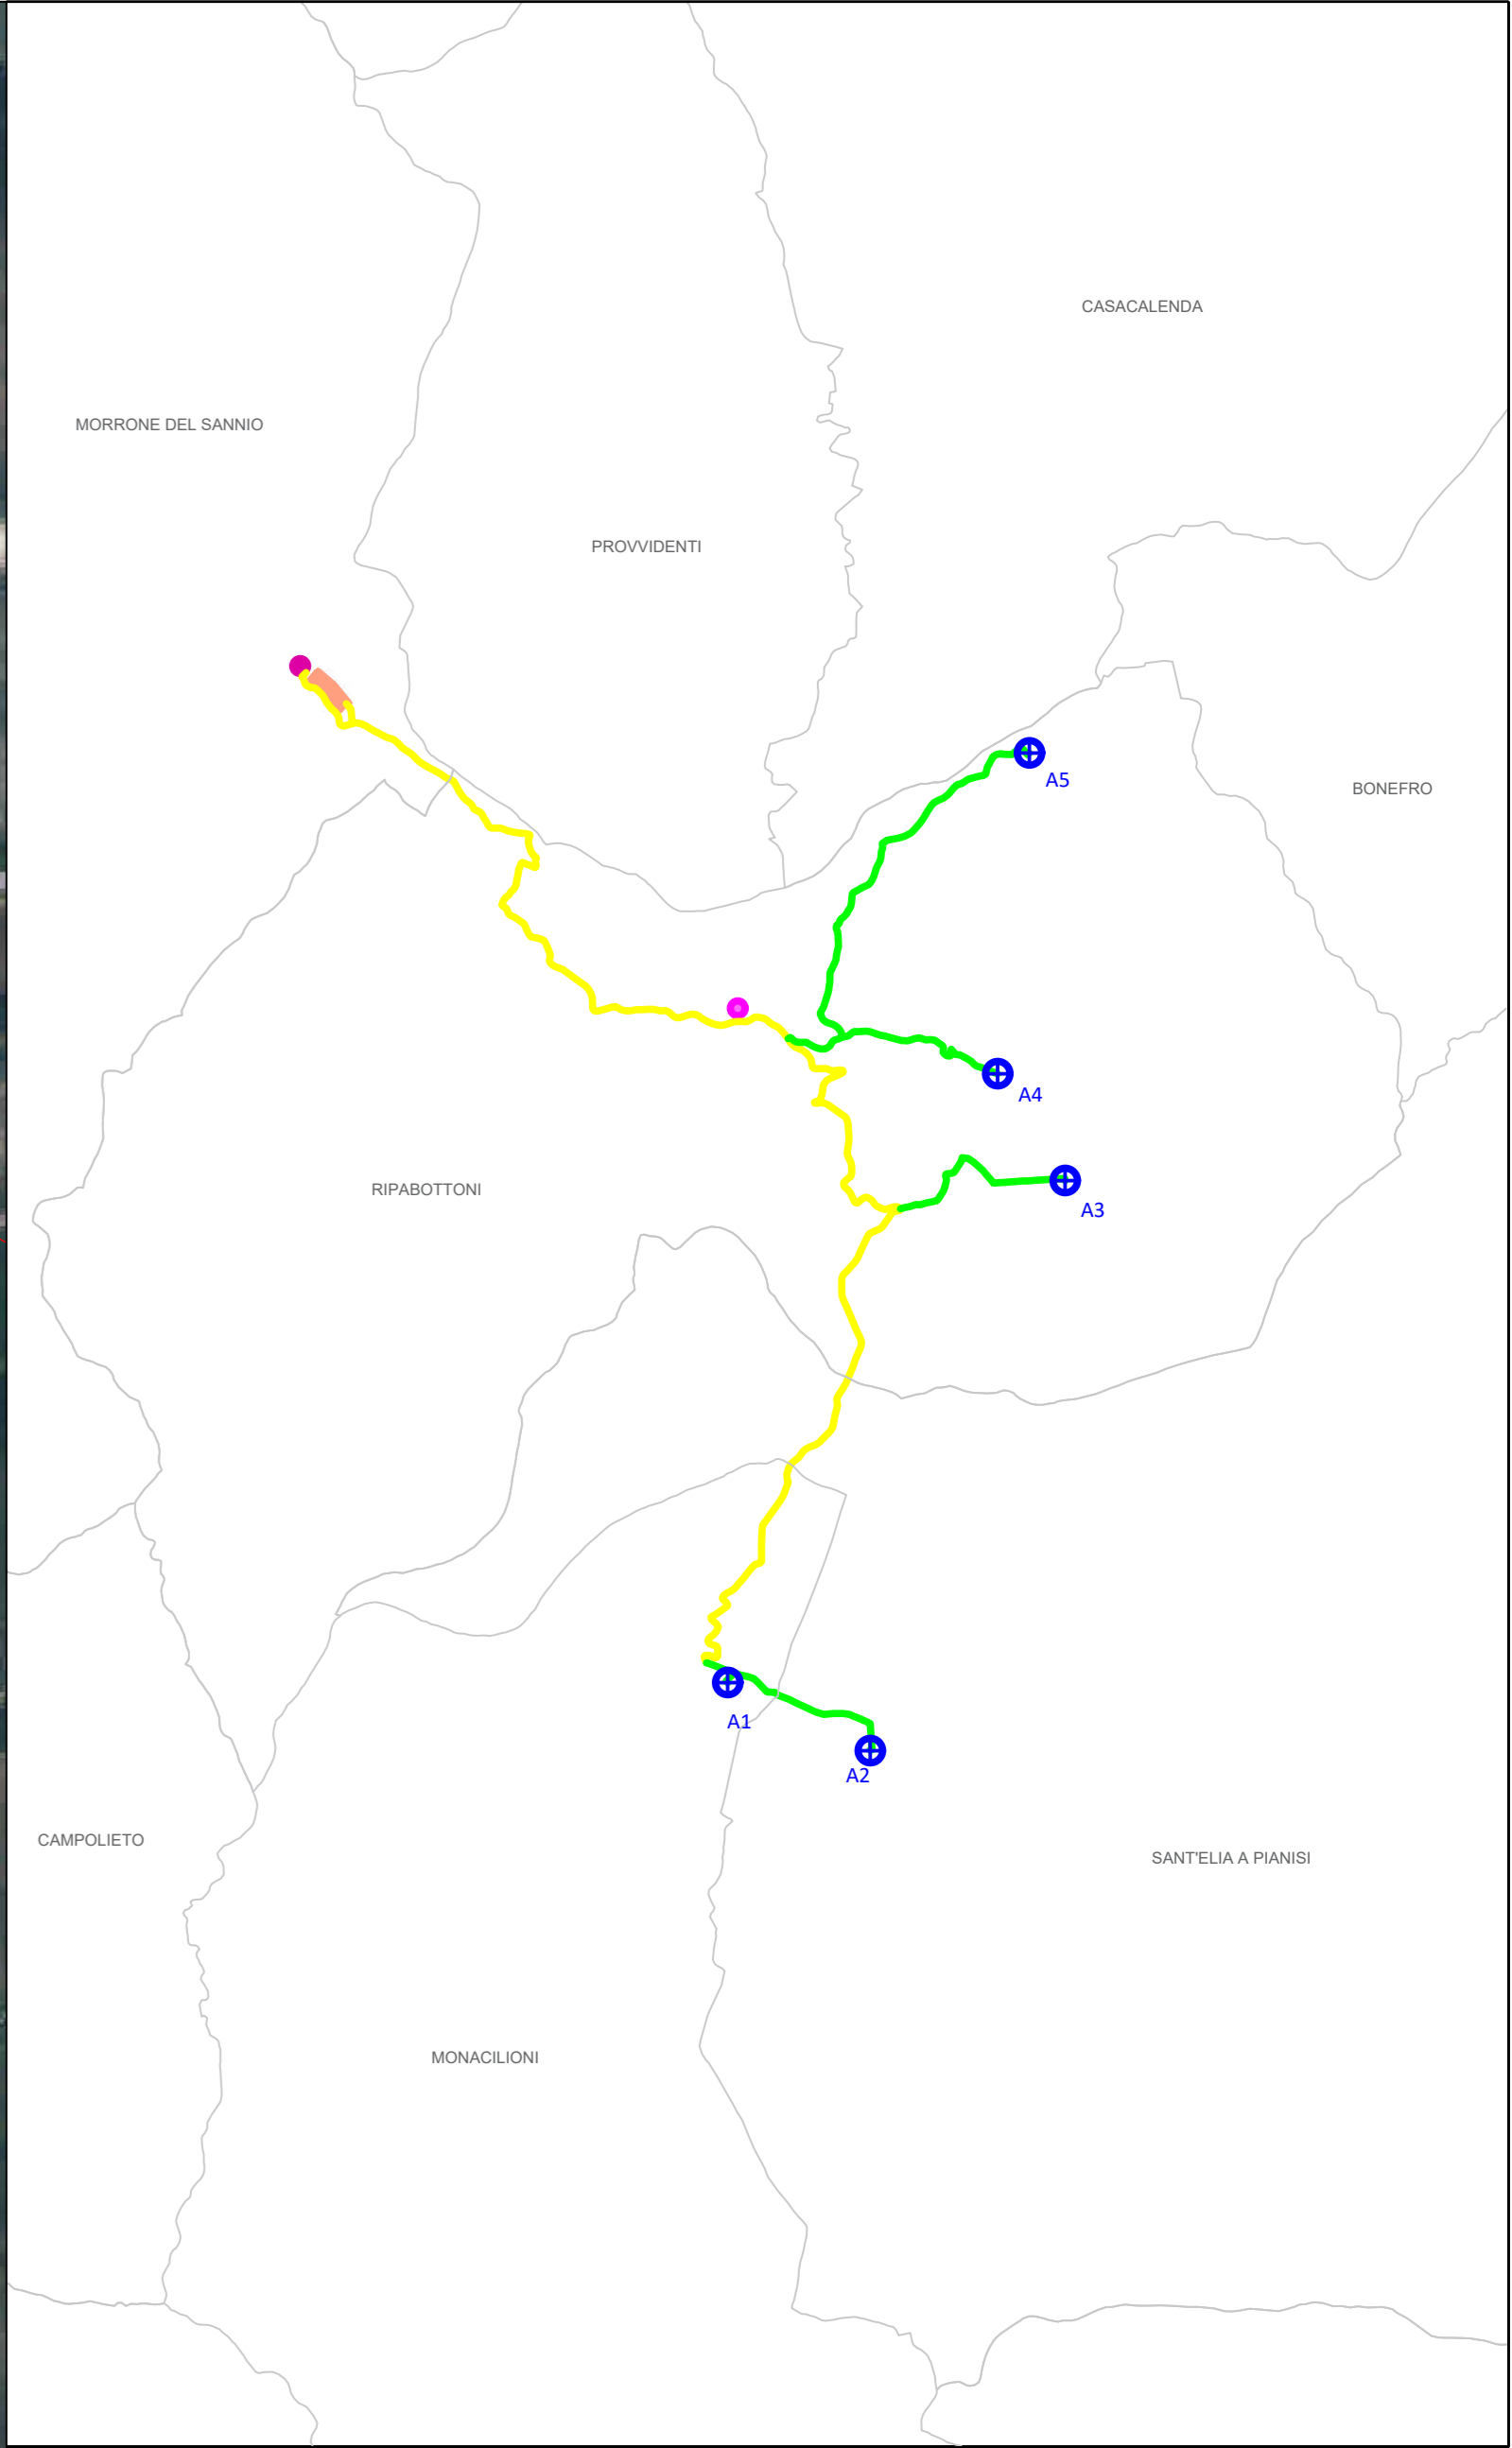 CASACALENDA
MORRONE DEL SANNIO
PROVVIDENTI
A5
BONEFRO
A4
RIPABOTTONI
A3
A1
A2
CAMPOLIETO
SANT'ELIA A PIANISI
MONACILIONI